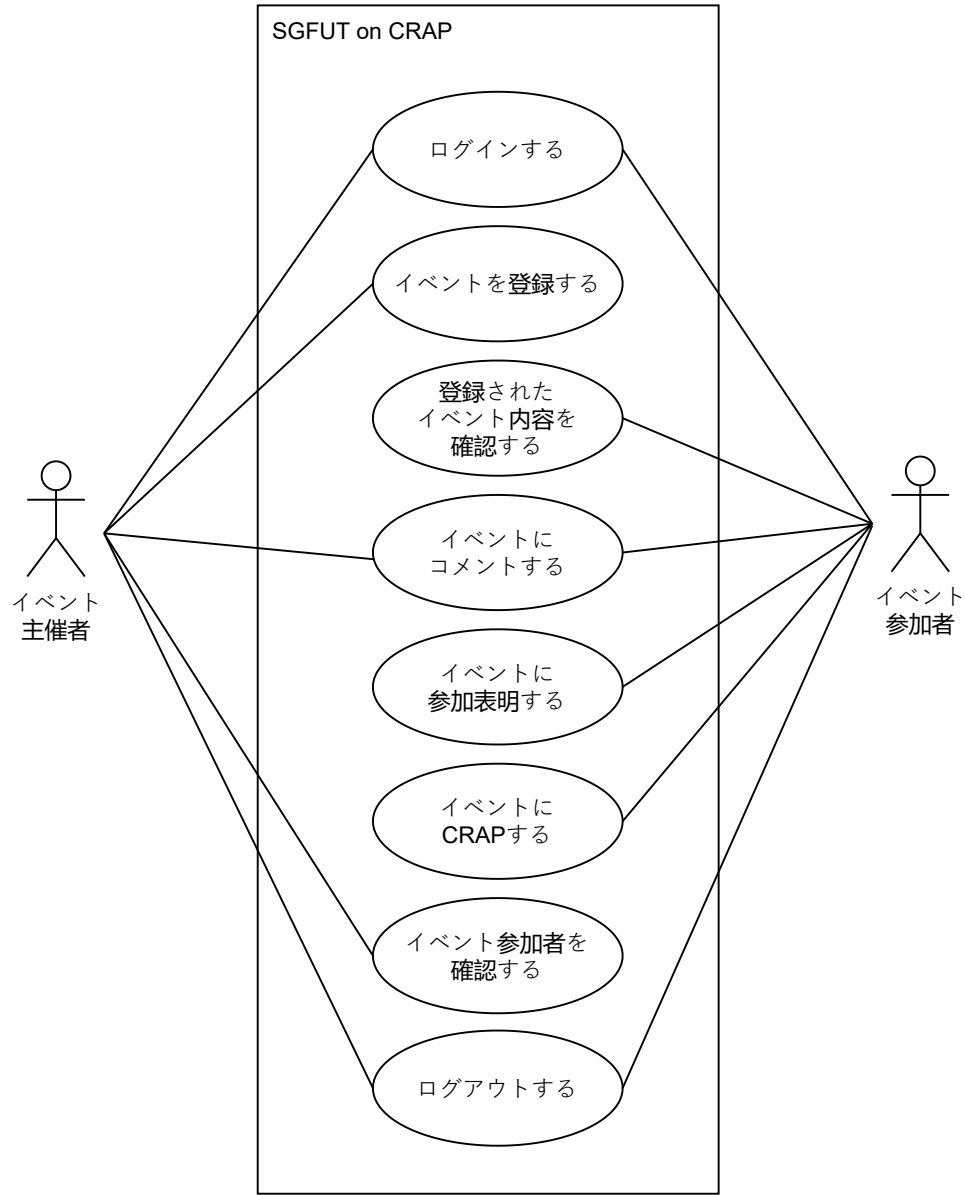 SGFUT on CRAP
ログインする
イベントを登録する
登録された
イベント内容を
確認する
イベントに
コメントする
イベント
主催者
イベント
参加者
イベントに
参加表明する
イベントに
CRAPする
イベント参加者を
確認する
ログアウトする